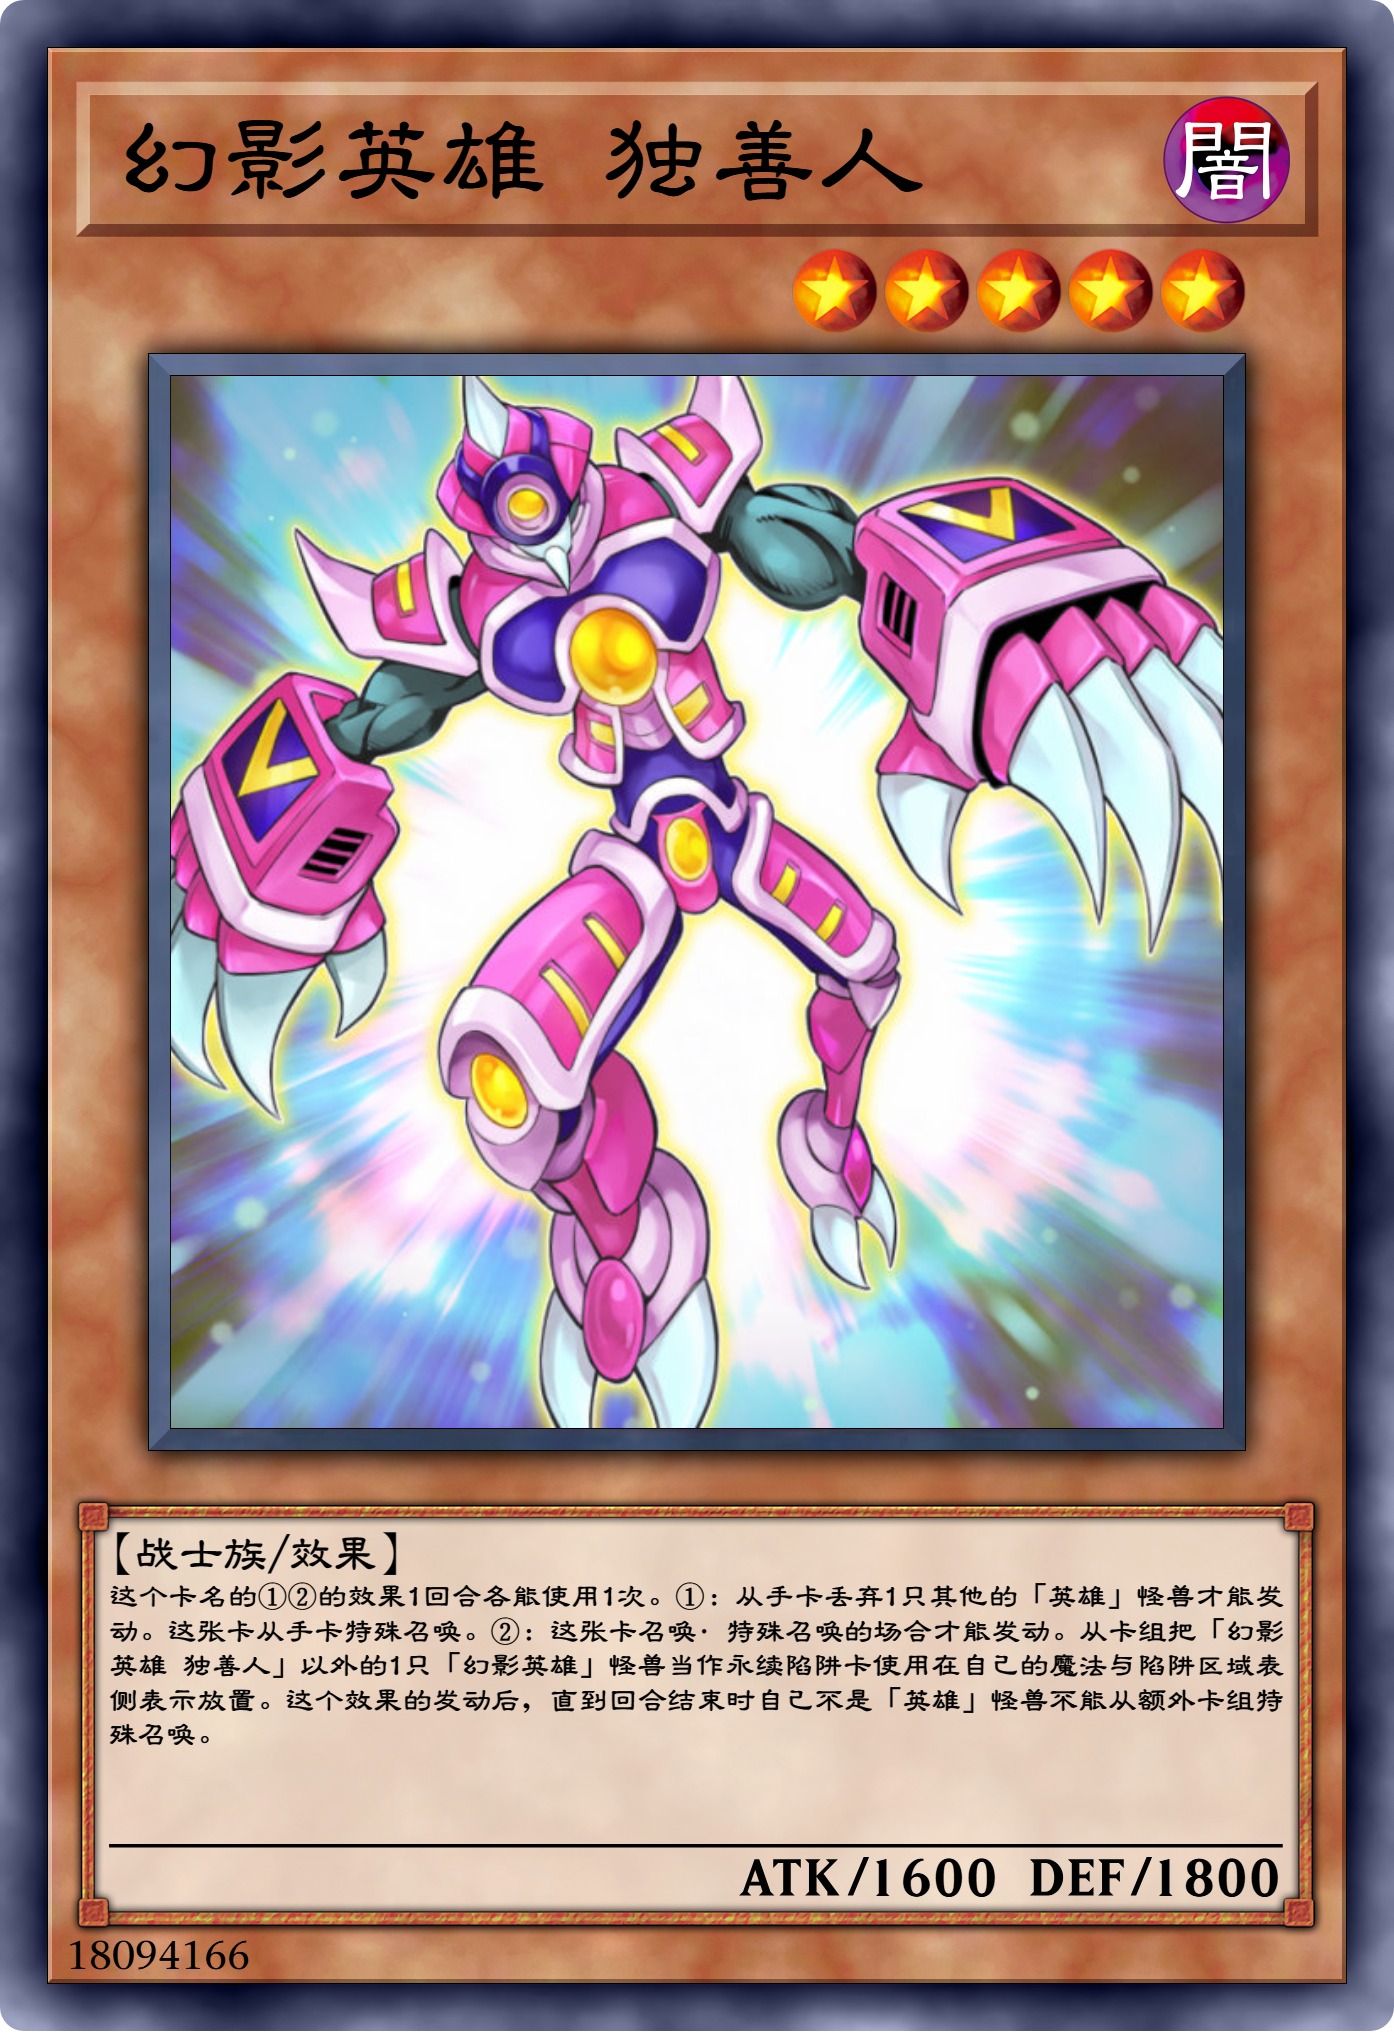 幻影英雄 独善人
闇
【战士族/效果】
这个卡名的①②的效果1回合各能使用1次。①：从手卡丢弃1只其他的「英雄」怪兽才能发
动。这张卡从手卡特殊召唤。②：这张卡召唤·特殊召唤的场合才能发动。从卡组把「幻影
英雄 独善人」以外的1只「幻影英雄」怪兽当作永续陷阱卡使用在自己的魔法与陷阱区域表
侧表示放置。这个效果的发动后，直到回合结束时自己不是「英雄」怪兽不能从额外卡组特
殊召唤。
ATK/1600 DEF/1800
18094166